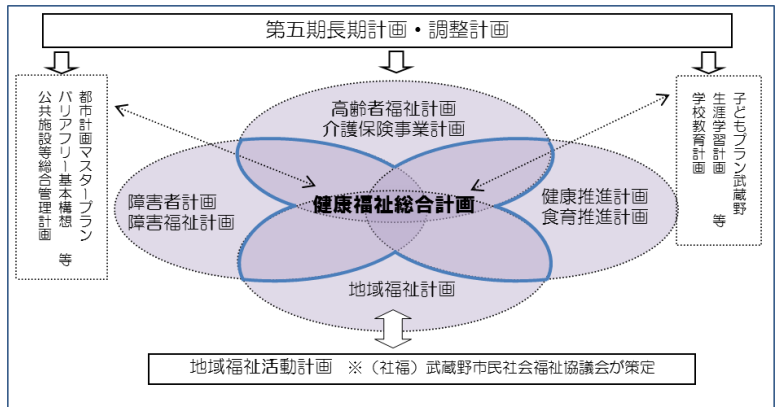 第五期長期計画・調整計画
都市計画マスタープラン
バリアフリー基本構想　等
公共施設等総合管理計画
高齢者福祉計画
介護保険事業計画
子どもプラン武蔵野
生涯学習計画　等
学校教育計画
障害者計画
障害福祉計画
健康福祉総合計画
健康推進計画
食育推進計画
地域福祉計画
地域福祉活動計画　※（社福）武蔵野市民社会福祉協議会が策定